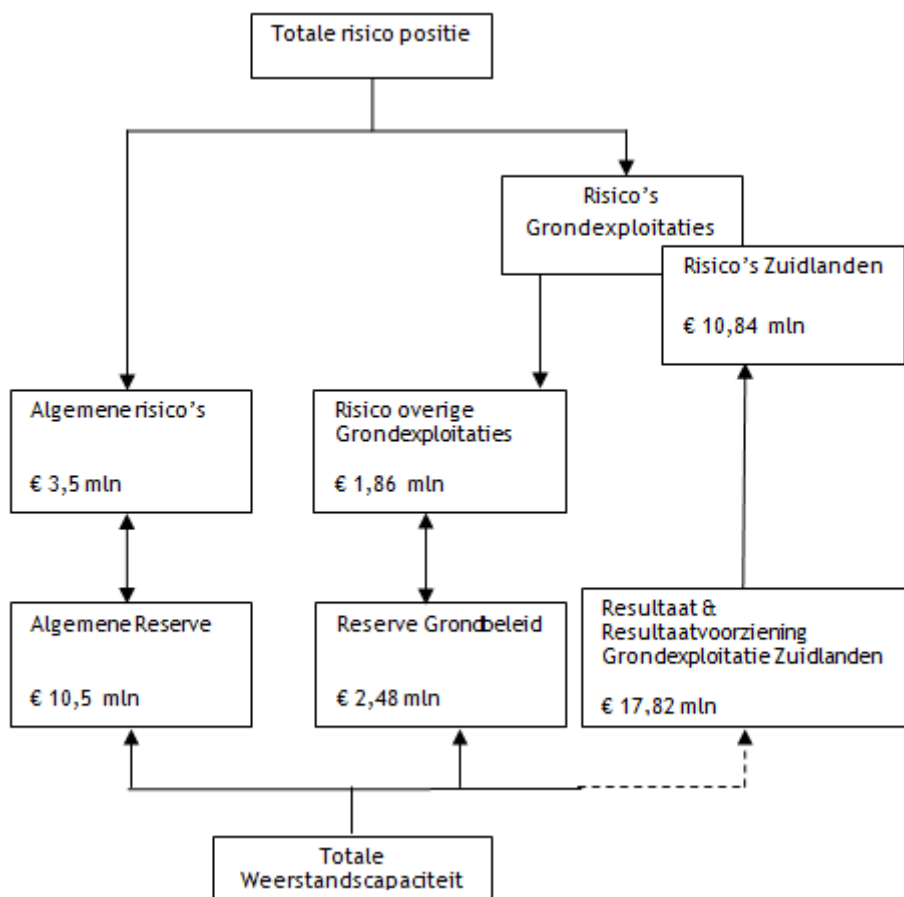 Totale risico positie
Risico's
Grondexploitaties
Risico's Zuidlanden
€ 10,84 mln
Algemene risico's
€ 3,5 mln
Risico overige
Grondexploitaties
€ 1,86 mln
Algemene Reserve
€ 10,5 mln
Reserve Grondbeleid
€ 2,48 mln
Resultaat &
Resultaatvoorziening
Grondexploitatie Zuidlanden
€ 17,82 mln
Totale
Weerstandscapaciteit